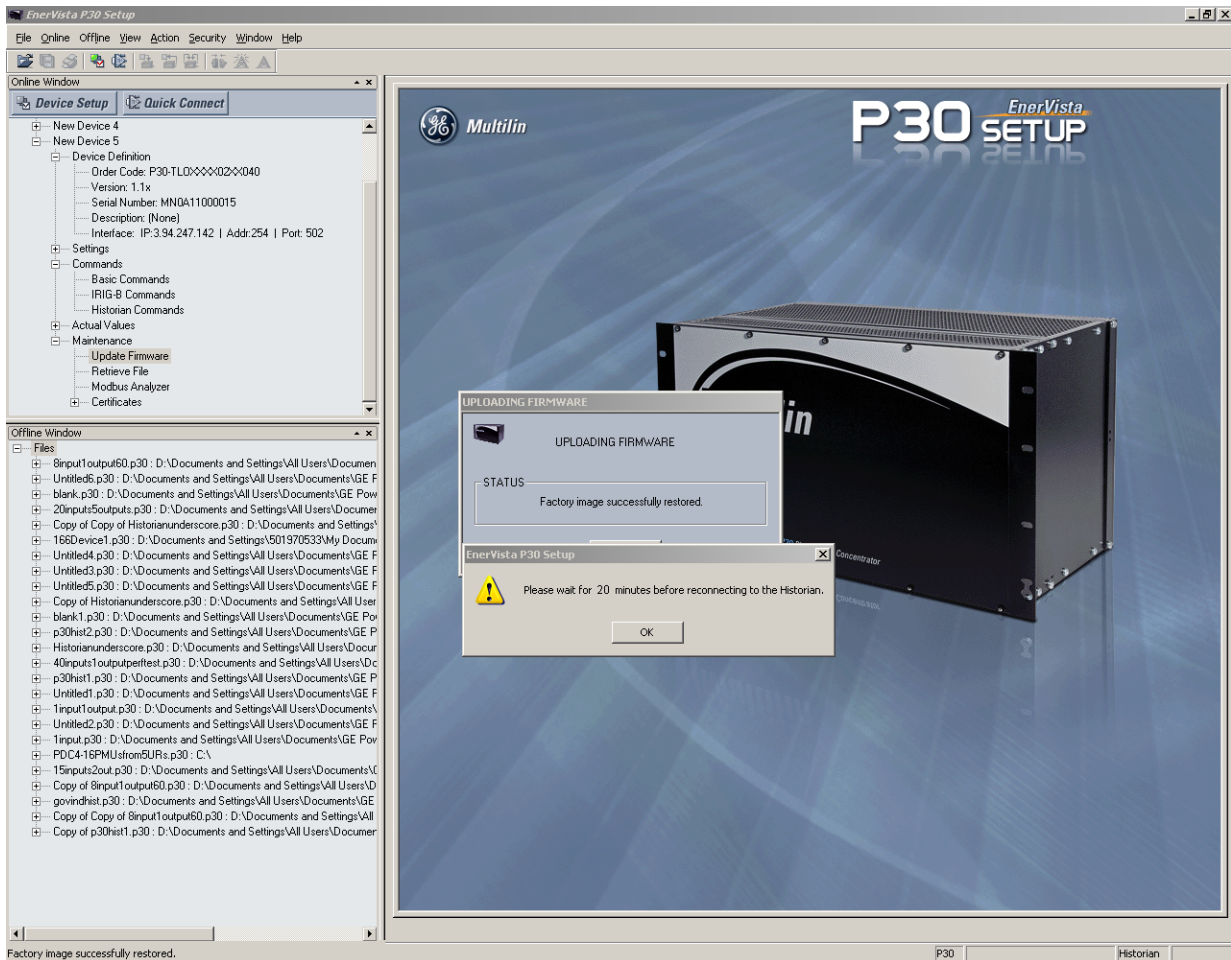 EnerVista P30 Setup
File Online Offline View Action Security Window Help
Online Window
Device Setup Quick Connect
New Device 4
New Device 5
Device Definition
Order Code: P30-TL0XXXX02XX040
Version: 1.1x
Serial Number: MN0A11000015
Description: (None)
Interface: IP:3.94.247.142 | Addr:254 | Port: 502
Settings
Commands
Basic Commands
IRIG-B Commands
Historian Commands
Actual Values
Maintenance
Update Firmware
Retrieve File
Modbus Analyzer
Certificates
Offline Window
Files
8input1output60.p30 : D:\Documents and Settings\All Users\Documen
Untitled6.p30 : D:\Documents and Settings\All Users\Documents\GE F
blank.p30 : D:\Documents and Settings\All Users\Documents\GE Pow
20inputs5outputs.p30 : D:\Documents and Settings\All Users\Documer
Copy of Copy of Historianunderscore.p30 : D:\Documents and Settings\
166Device1.p30 : D:\Documents and Settings\501970533\My Docum
Untitled4.p30 : D:\Documents and Settings\All Users\Documents\GE F
Untitled3.p30 : D:\Documents and Settings\All Users\Documents\GE F
Untitled5.p30 : D:\Documents and Settings\All Users\Documents\GE F
Copy of Historianunderscore.p30 : D:\Documents and Settings\All User
blank1.p30 : D:\Documents and Settings\All Users\Documents\GE Po
p30hist2.p30 : D:\Documents and Settings\All Users\Documents\GE P
Historianunderscore.p30 : D:\Documents and Settings\All Users\Docur
40inputs1outputperftest.p30 : D:\Documents and Settings\All Users\Dc
p30hist1.p30 : D:\Documents and Settings\All Users\Documents\GE P
Untitled1.p30 : D:\Documents and Settings\All Users\Documents\GE F
1input1output.p30 : D:\Documents and Settings\All Users\Documents\
Untitled2.p30 : D:\Documents and Settings\All Users\Documents\GE F
1input.p30 : D:\Documents and Settings\All Users\Documents\GE Pov
PDC4-16PMUsfrom5URs.p30 : C:\
15inputs2out.p30 : D:\Documents and Settings\All Users\Documents\(
Copy of 8input1output60.p30 : D:\Documents and Settings\All Users\D
govindhist.p30 : D:\Documents and Settings\All Users\Documents\GE
Copy of Copy of 8input1output60.p30 : D:\Documents and Settings\All
Copy of p30hist1.p30 : D:\Documents and Settings\All Users\Documer
Multilin
P30 EnerVista
SETUP
in
Concentrator
UPLOADING FIRMWARE
UPLOADING FIRMWARE
STATUS
Factory image successfully restored.
EnerVista P30 Setup
Please wait for 20 minutes before reconnecting to the Historian.
OK
Factory image successfully restored.
P30
Historian